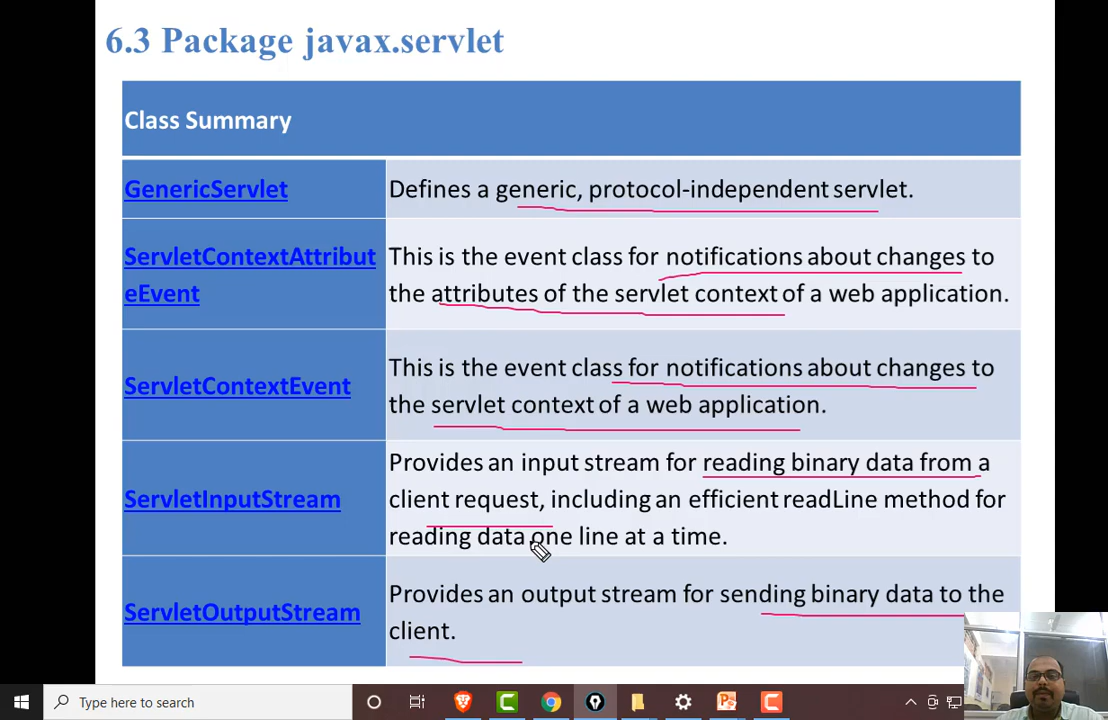 6.3 Package javax.servlet
Class Summary
GenericServlet
Defines a generic, protocol-independent servlet.
ServletContextAttribut
eEvent
This is the event class for notifications about changes to
the attributes of the servlet context of a web application.
ServletContextEvent
This is the event class for notifications about changes to
the servlet context of a web application.
ServletInputStream
Provides an input stream for reading binary data from a
client request, including an efficient readLine method for
reading data one line at a time.
ServletOutputStream
Provides an output stream for sending binary data to the
client.
Type here to search